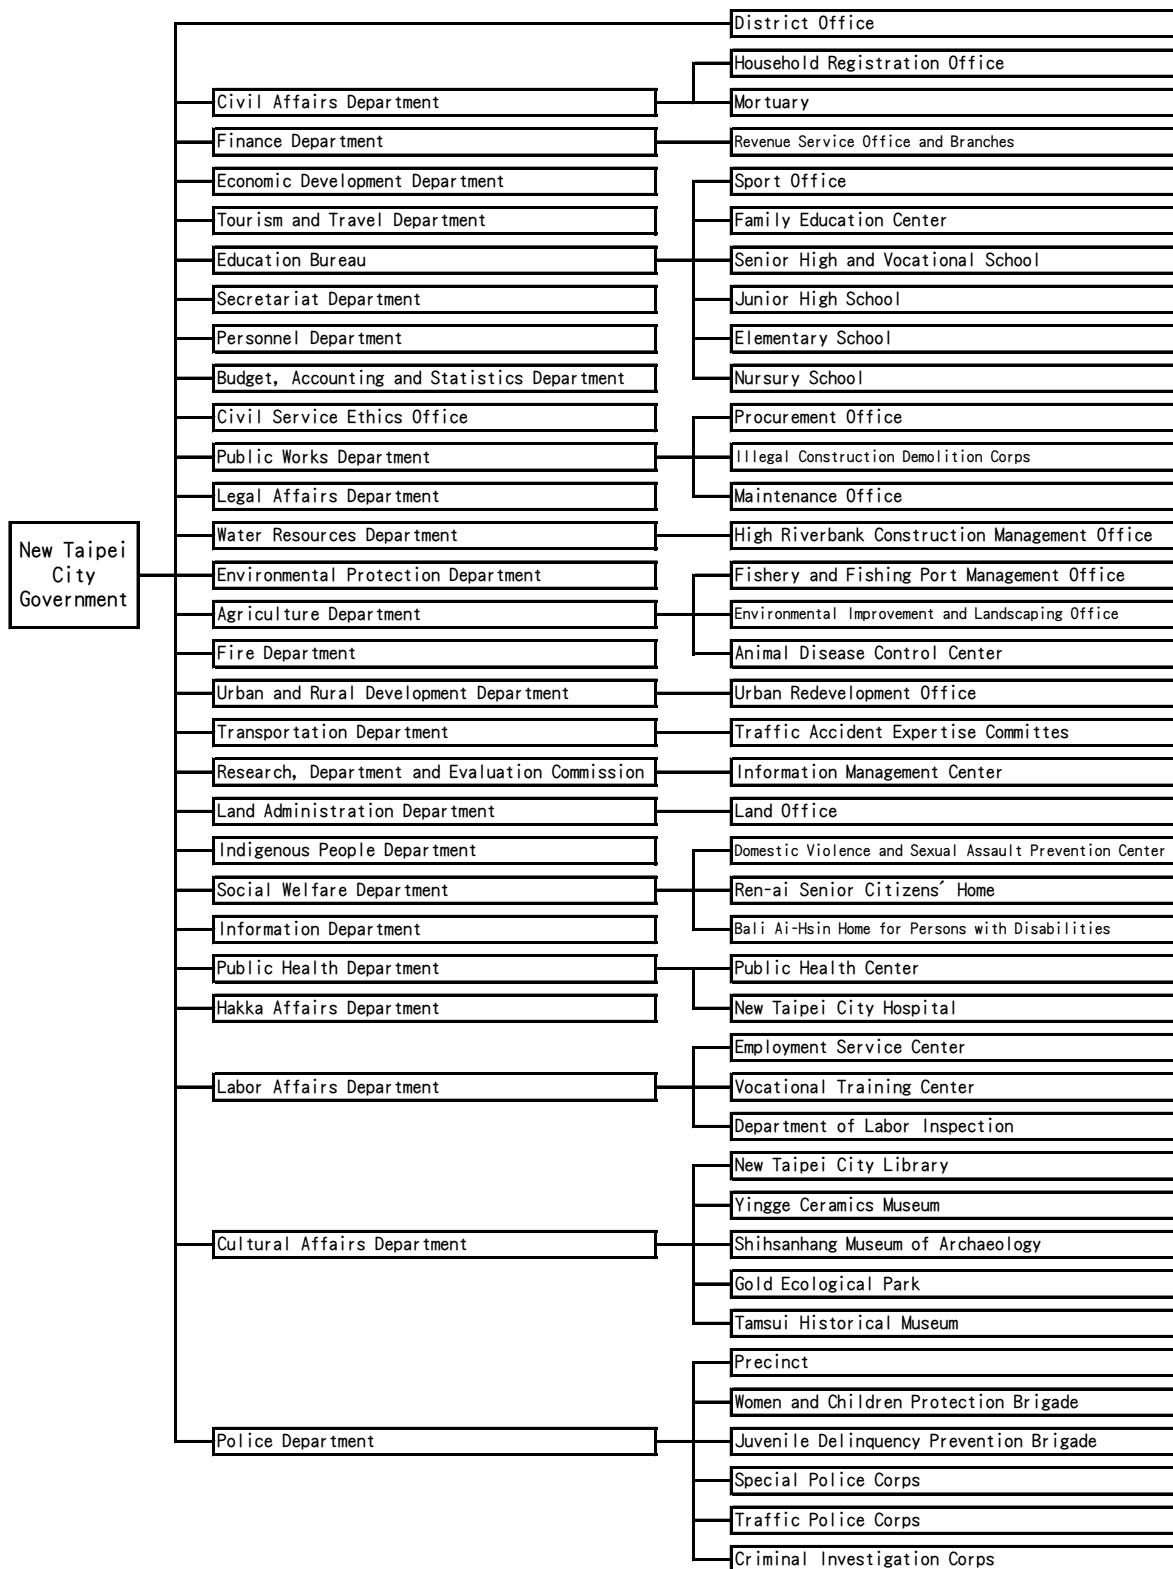 District Office
Household Registration Office
Civil Affairs Department
Mortuary
Finance Department
Revenue Service Office and Branches
Economic Development Department
Sport Office
Tourism and Travel Department
Family Education Center
Education Bureau
Senior High and Vocational School
Secretariat Department
Junior High School
Personnel Department
Elementary School
Budget, Accounting and Statistics Department
Nursury School
Civil Service Ethics Office
Procurement Office
Public Works Department
Illegal Construction Demolition Corps
Legal Affairs Department
Maintenance Office
Water Resources Department
High Riverbank Construction Management Office
New Taipei
City
Government
Environmental Protection Department
Fishery and Fishing Port Management Office
Agriculture Department
Environmental Improvement and Landscaping Office
Fire Department
Animal Disease Control Center
Urban and Rural Development Department
Urban Redevelopment Office
Transportation Department
Traffic Accident Expertise Committes
Research, Department and Evaluation Commission
Information Management Center
Land Administration Department
Land Office
Indigenous People Department
Domestic Violence and Sexual Assault Prevention Center
Social Welfare Department
Ren-ai Senior Citizens´ Home
Information Department
Bali Ai-Hsin Home for Persons with Disabilities
Public Health Department
Public Health Center
Hakka Affairs Department
New Taipei City Hospital
Employment Service Center
Labor Affairs Department
Vocational Training Center
Department of Labor Inspection
New Taipei City Library
Yingge Ceramics Museum
Cultural Affairs Department
Shihsanhang Museum of Archaeology
Gold Ecological Park
Tamsui Historical Museum
Precinct
Women and Children Protection Brigade
Police Department
Juvenile Delinquency Prevention Brigade
Special Police Corps
Traffic Police Corps
Criminal Investigation Corps